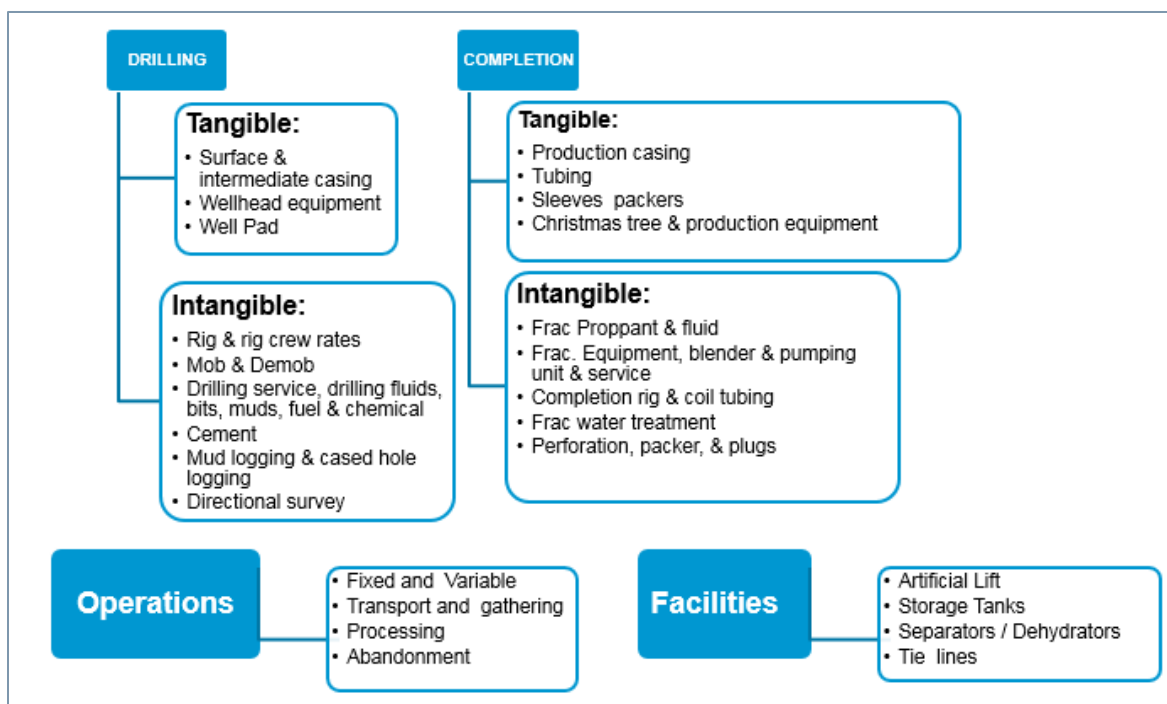 DRILLING
Tangible:
• Surface &
intermediate casing
• Wellhead equipment
• Well Pad
Intangible:
• Rig & rig crew rates
• Mob & Demob
• Drilling service, drilling fluids,
bits, muds, fuel & chemical
• Cement
• Mud logging & cased hole
logging
• Directional survey
COMPLETION
Tangible:
• Production casing
• Tubing
• Sleeves packers
• Christmas tree & production equipment
Intangible:
• Frac Proppant & fluid
• Frac. Equipment, blender & pumping
unit & service
• Completion rig & coil tubing
• Frac water treatment
• Perforation, packer, & plugs
Operations
• Fixed and Variable
• Transport and gathering
• Processing
• Abandonment
Facilities
• Artificial Lift
• Storage Tanks
• Separators / Dehydrators
• Tie lines